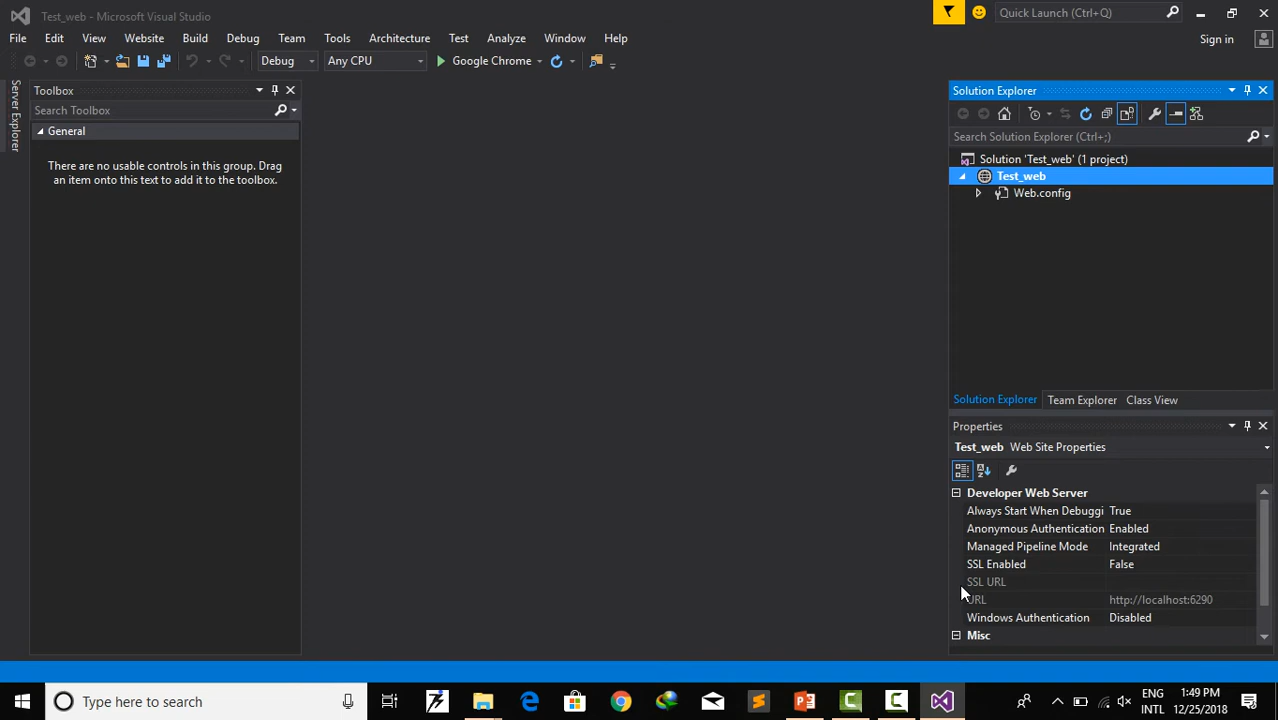 Test_web - Microsoft Visual Studio
Quick Launch (Ctrl+Q)
File Edit View Website Build Debug Team Tools Architecture Test Analyze Window Help
Sign in
Debug Any CPU Google Chrome
Server Explorer
Toolbox
Search Toolbox
General
There are no usable controls in this group. Drag
an item onto this text to add it to the toolbox.
Solution Explorer
Search Solution Explorer (Ctrl+;)
Solution 'Test_web' (1 project)
Test_web
Web.config
Solution Explorer Team Explorer Class View
Properties
Test_web Web Site Properties
Developer Web Server
Always Start When Debuggi True
Anonymous Authentication Enabled
Managed Pipeline Mode Integrated
SSL Enabled False
SSL URL
URL http://localhost:6290
Windows Authentication Disabled
Misc
Type here to search
ENG
INTL
1:49 PM
12/25/2018